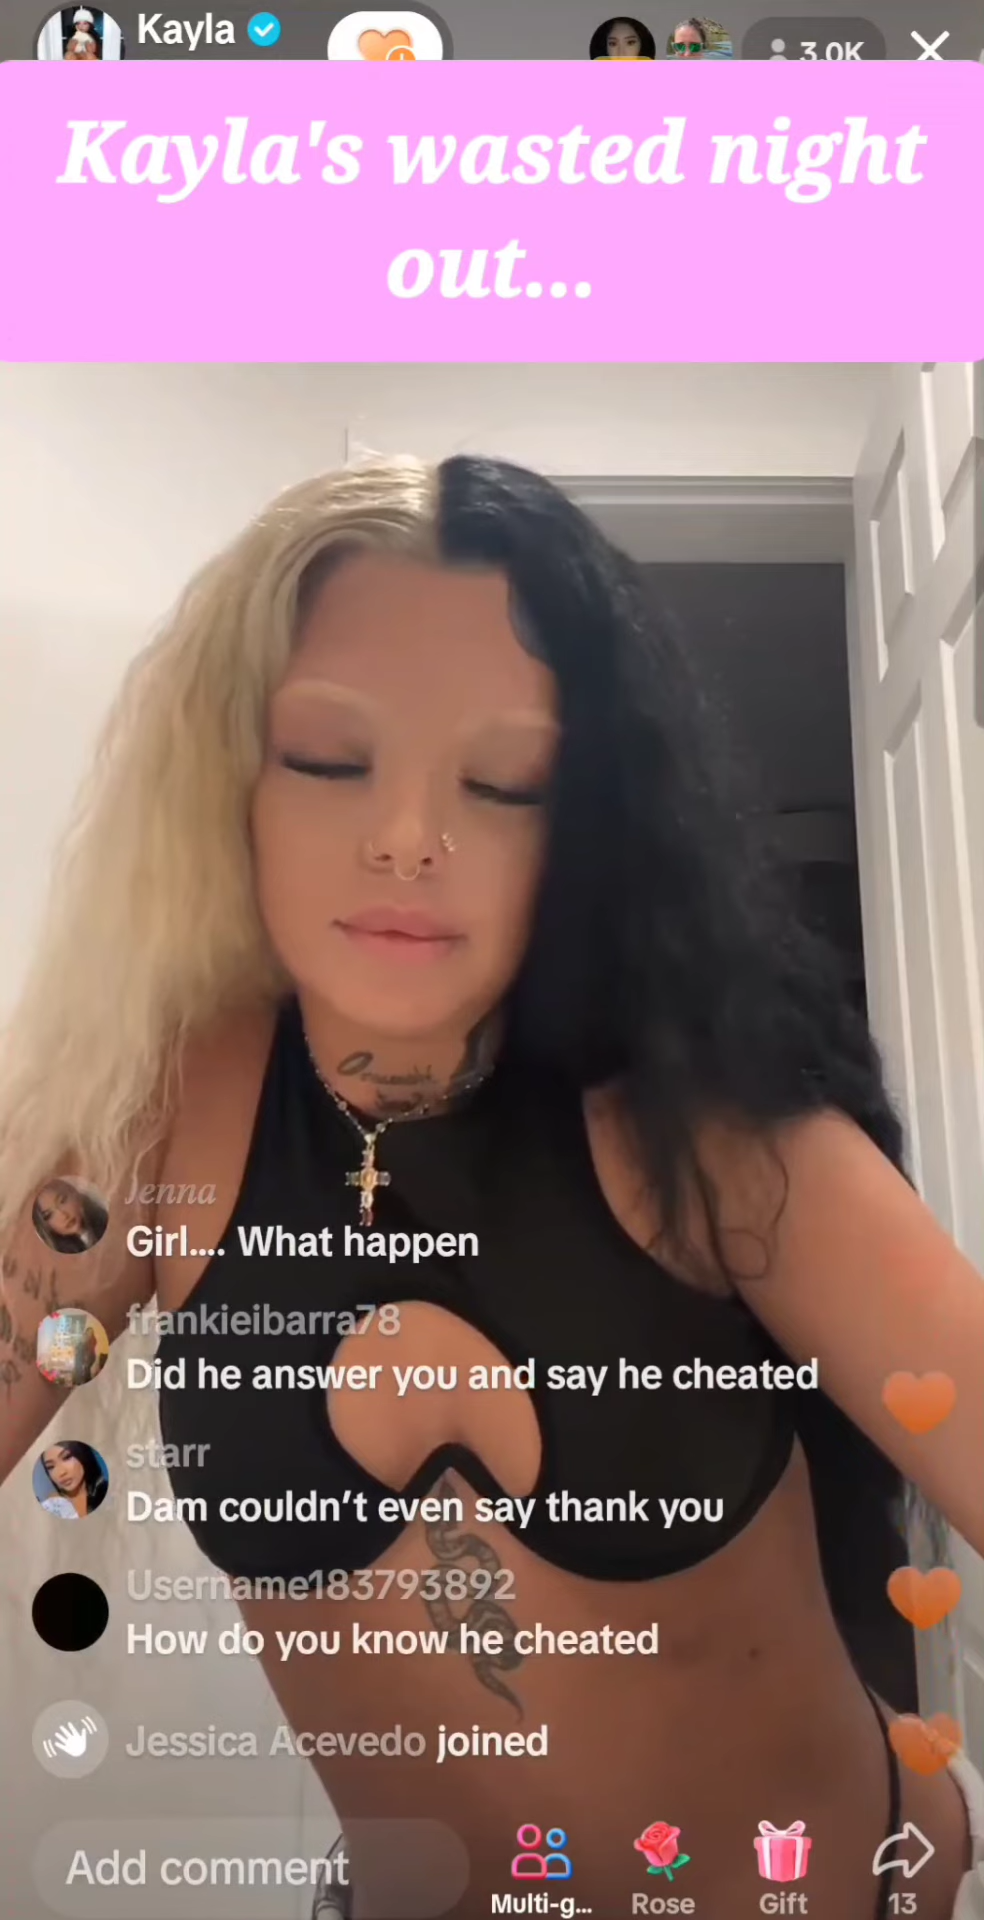 Kayla
3.0K
Kayla's wasted night
out...
Jenna
Girl.... What happen
frankieibarra78
Did he answer you and say he cheated
starr
Dam couldn't even say thank you
Username183793892
How do you know he cheated
Jessica Acevedo joined
Add comment
Multi-g...
Rose
Gift
13